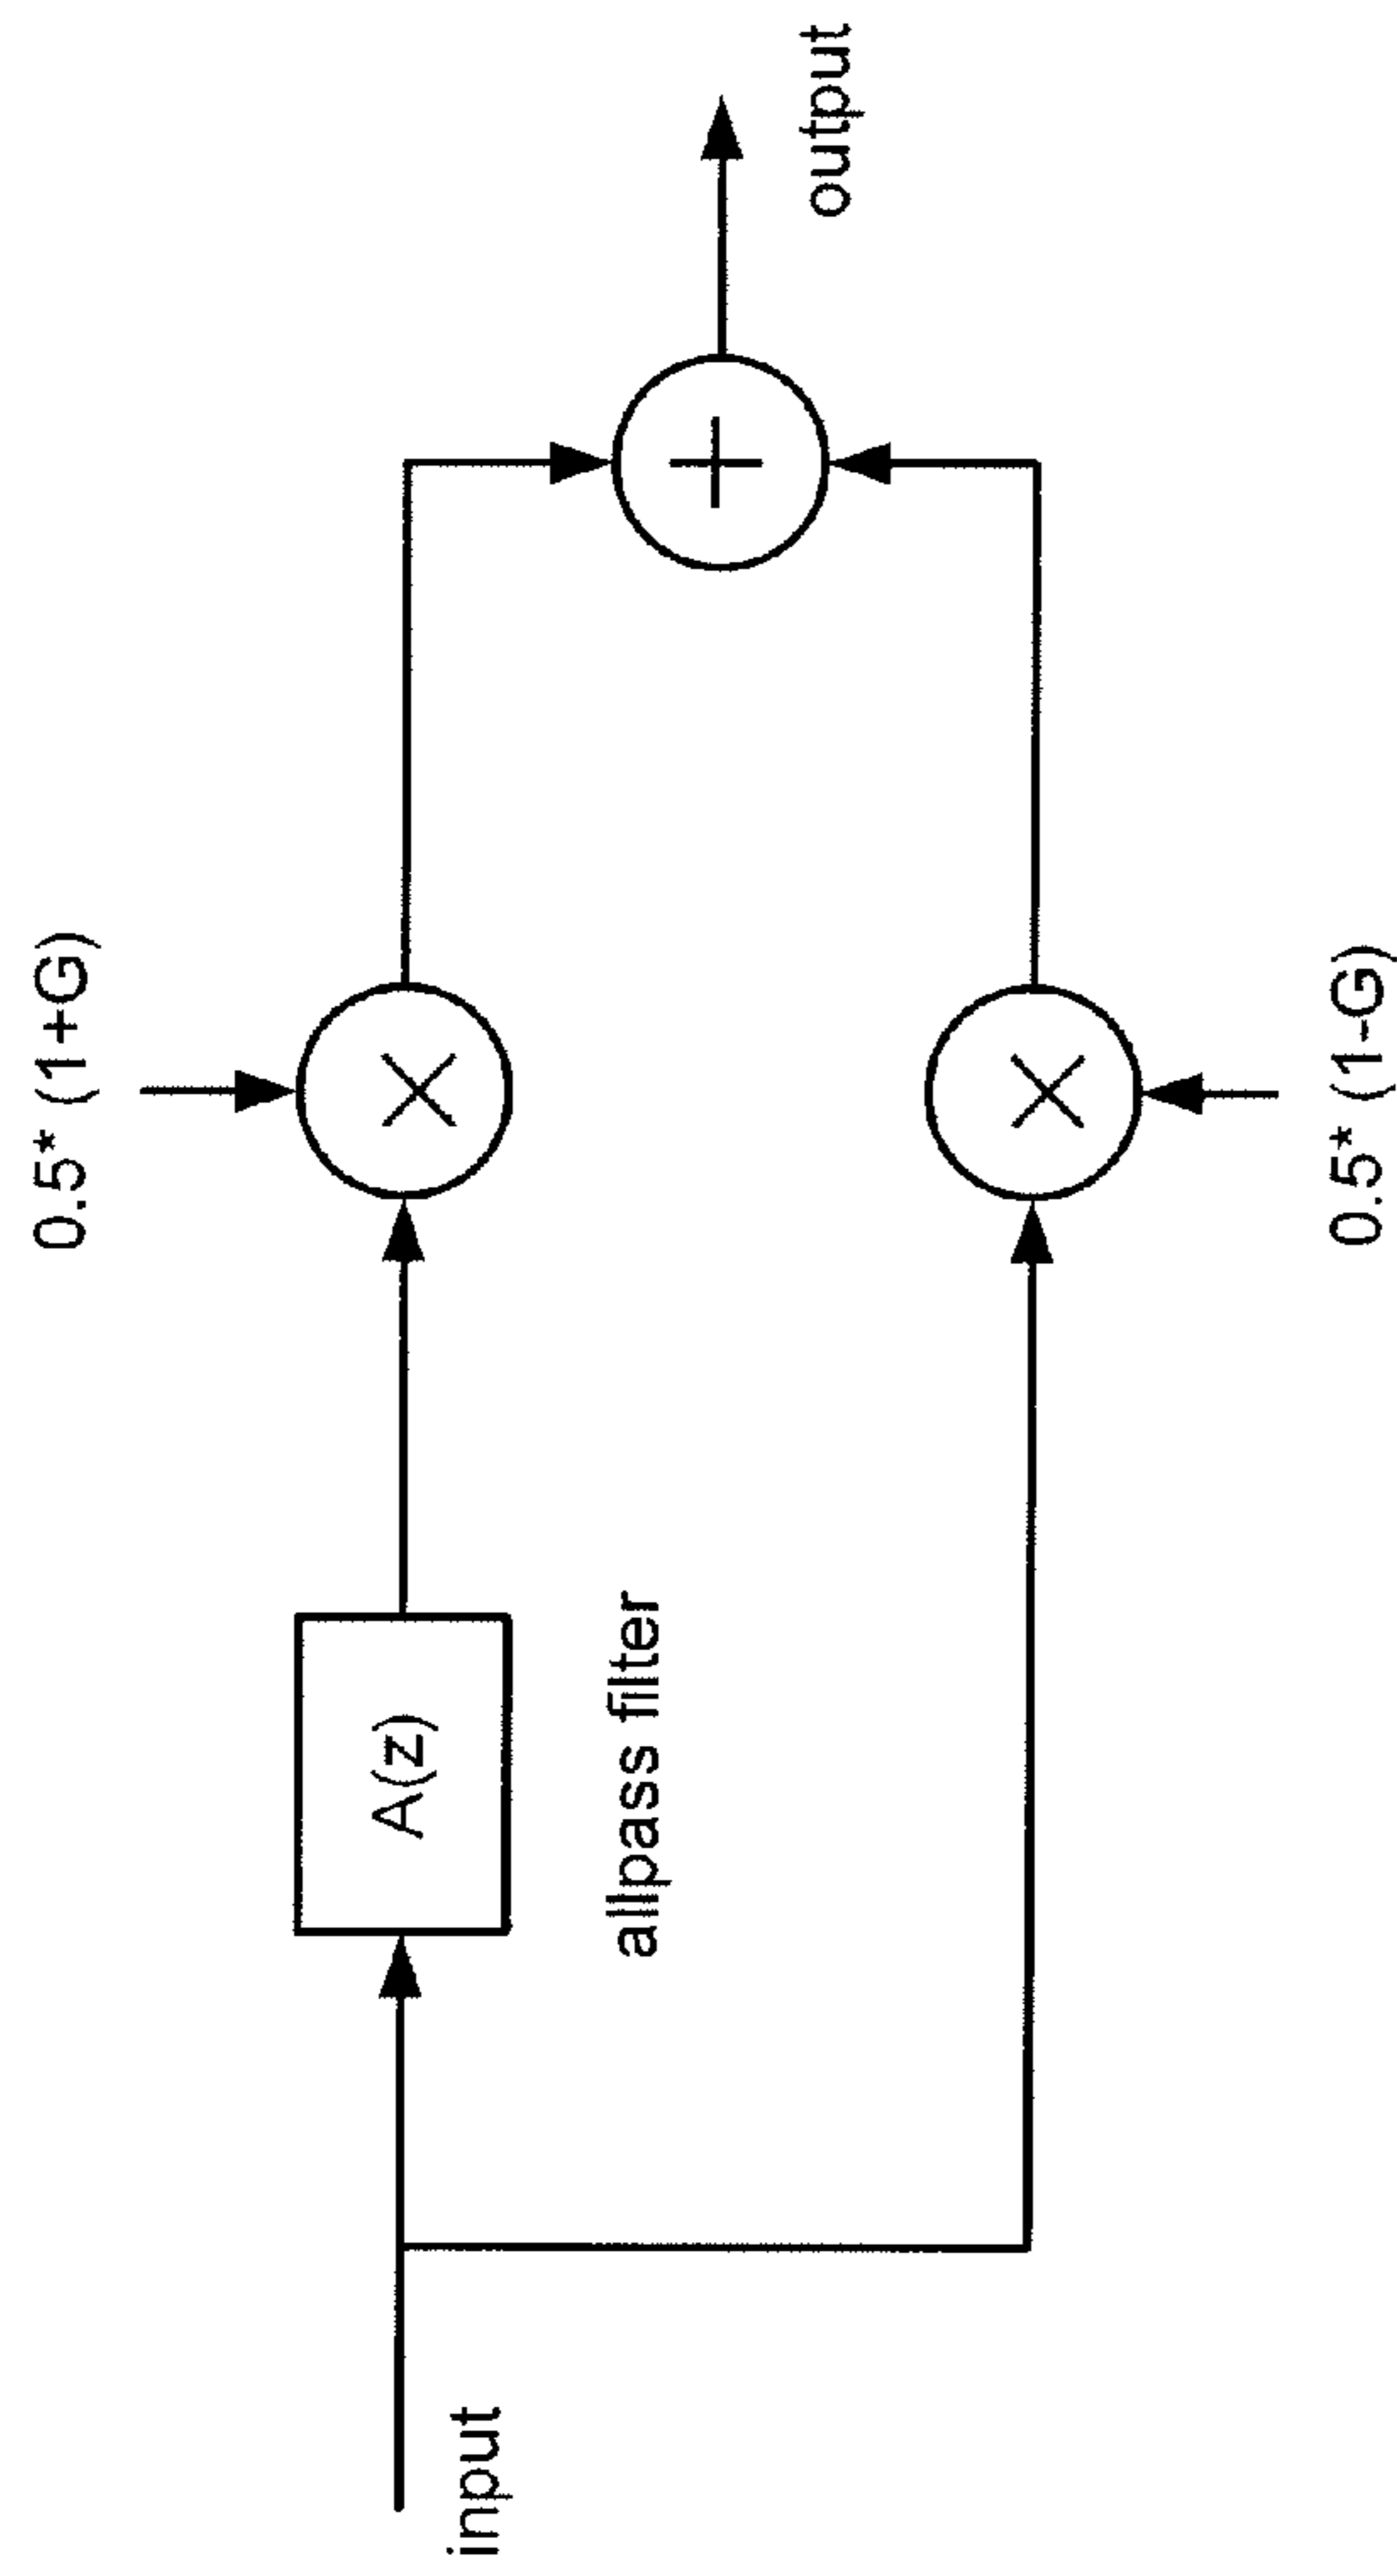 0.5* (1+G)
input
A(z)
×
+
allpass filter
output
×
0.5* (1-G)